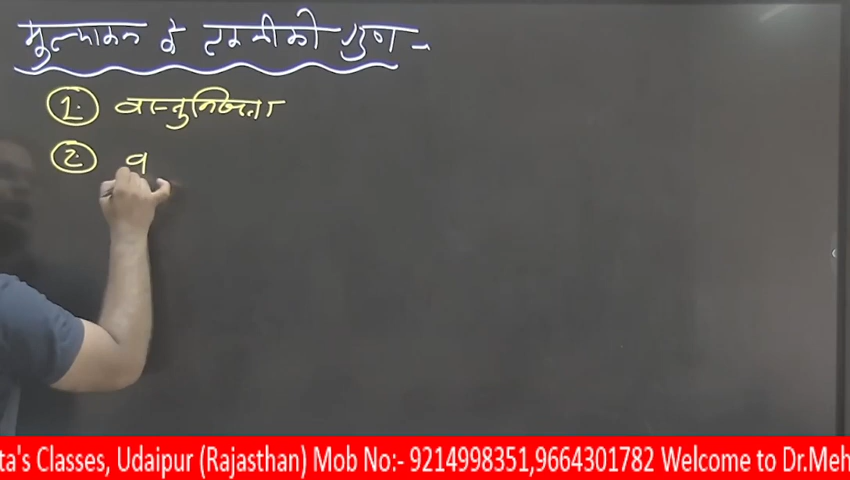 मुल्यांकन के तकनीकी गुण -
1. वस्तुनिष्ठता
2. व
ta's Classes, Udaipur (Rajasthan) Mob No:- 9214998351,9664301782 Welcome to Dr.Meh